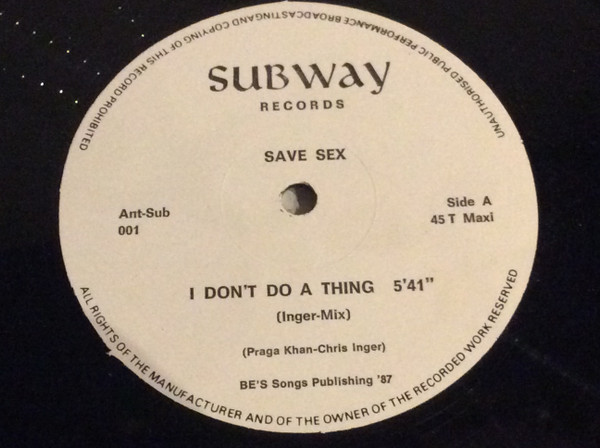 UNAUTHORISED PUBLIC PERFORMANCE BROADCASTINGAND COPYING OF THIS RECORD PROHIBITED
SUBWAY
RECORDS
SAVE SEX
Ant-Sub
001
Side A
45 T Maxi
I DON'T DO A THING 5'41"
(Inger-Mix)
(Praga Khan-Chris Inger)
BE'S Songs Publishing '87
ALL RIGHTS OF THE MANUFACTURER AND OF THE OWNER OF THE RECORDED WORK RESERVED